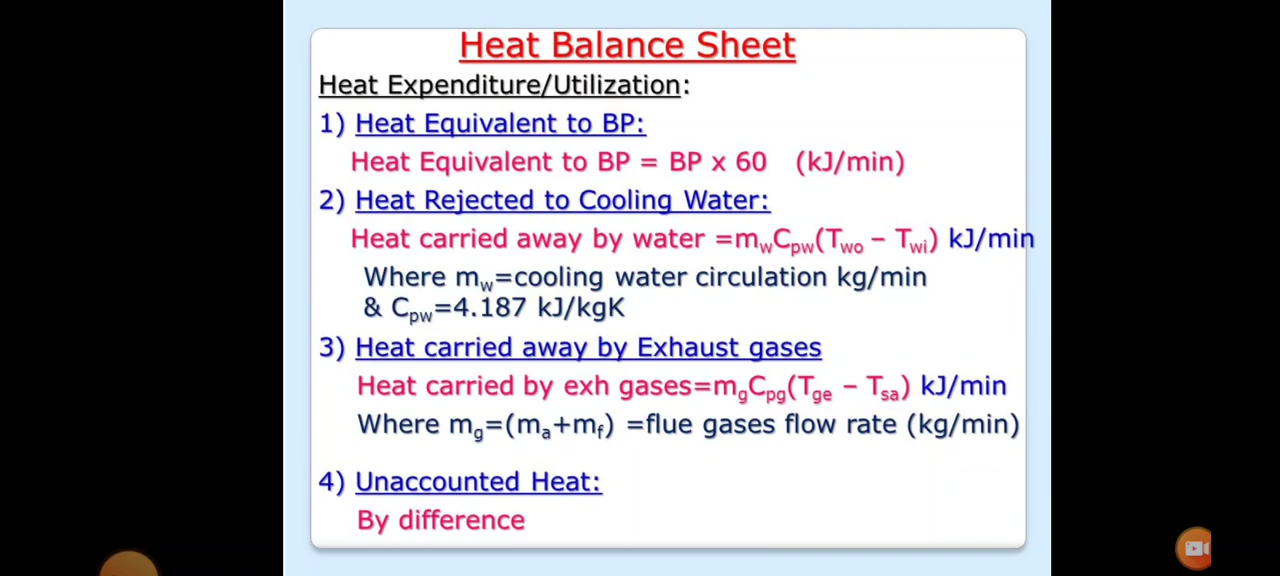 Heat Balance Sheet
Heat Expenditure/Utilization:
1) Heat Equivalent to BP:
Heat Equivalent to BP = BP x 60 (kJ/min)
2) Heat Rejected to Cooling Water:
Heat carried away by water =mwCpw(Two – Twi) kJ/min
Where mw=cooling water circulation kg/min
& Cpw=4.187 kJ/kgK
3) Heat carried away by Exhaust gases
Heat carried by exh gases=mgCpg(Tge – Tsa) kJ/min
Where mg=(ma+mf) =flue gases flow rate (kg/min)
4) Unaccounted Heat:
By difference